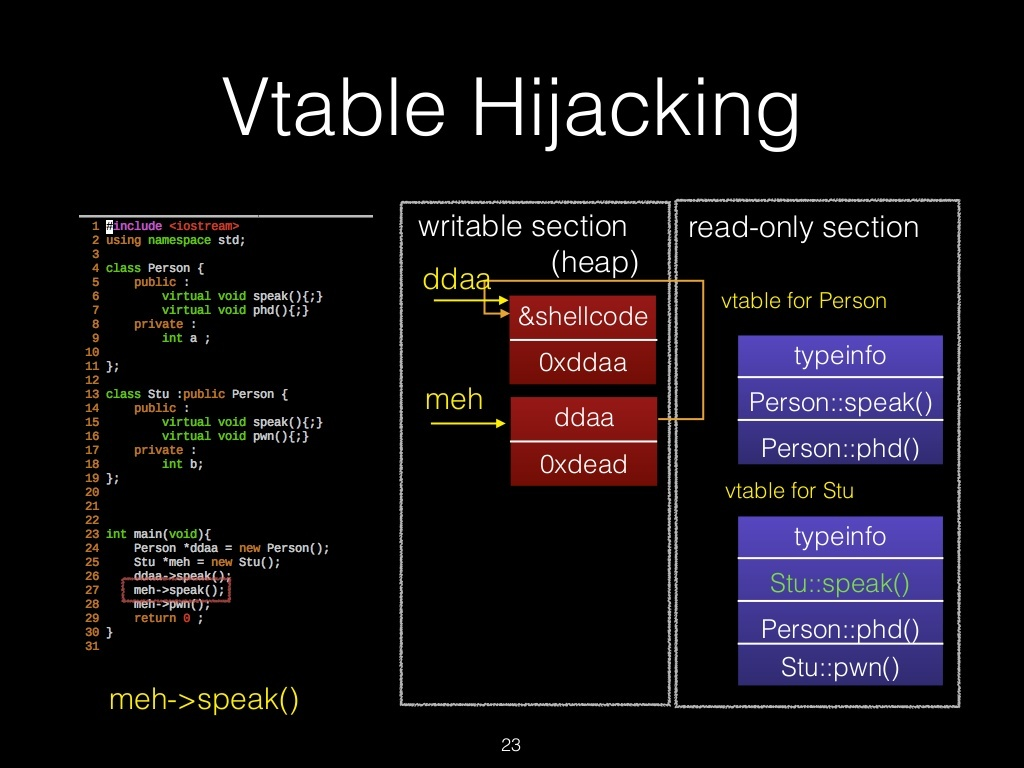 Vtable Hijacking
1 #include <iostream>
2 using namespace std;
3
4 class Person {
5     public :
6         virtual void speak(){;}
7         virtual void phd(){;}
8     private :
9         int a ;
10
11 };
12
13 class Stu :public Person {
14     public :
15         virtual void speak(){;}
16         virtual void pwn(){;}
17     private :
18         int b;
19 };
20
21
22
23 int main(void){
24     Person *ddaa = new Person();
25     Stu *meh = new Stu();
26     ddaa->speak();
27     meh->speak();
28     meh->pwn();
29     return 0 ;
30 }
31
meh->speak()
writable section
(heap)
ddaa
&shellcode
0xddaa
meh
ddaa
0xdead
read-only section
vtable for Person
typeinfo
Person::speak()
Person::phd()
vtable for Stu
typeinfo
Stu::speak()
Person::phd()
Stu::pwn()
23